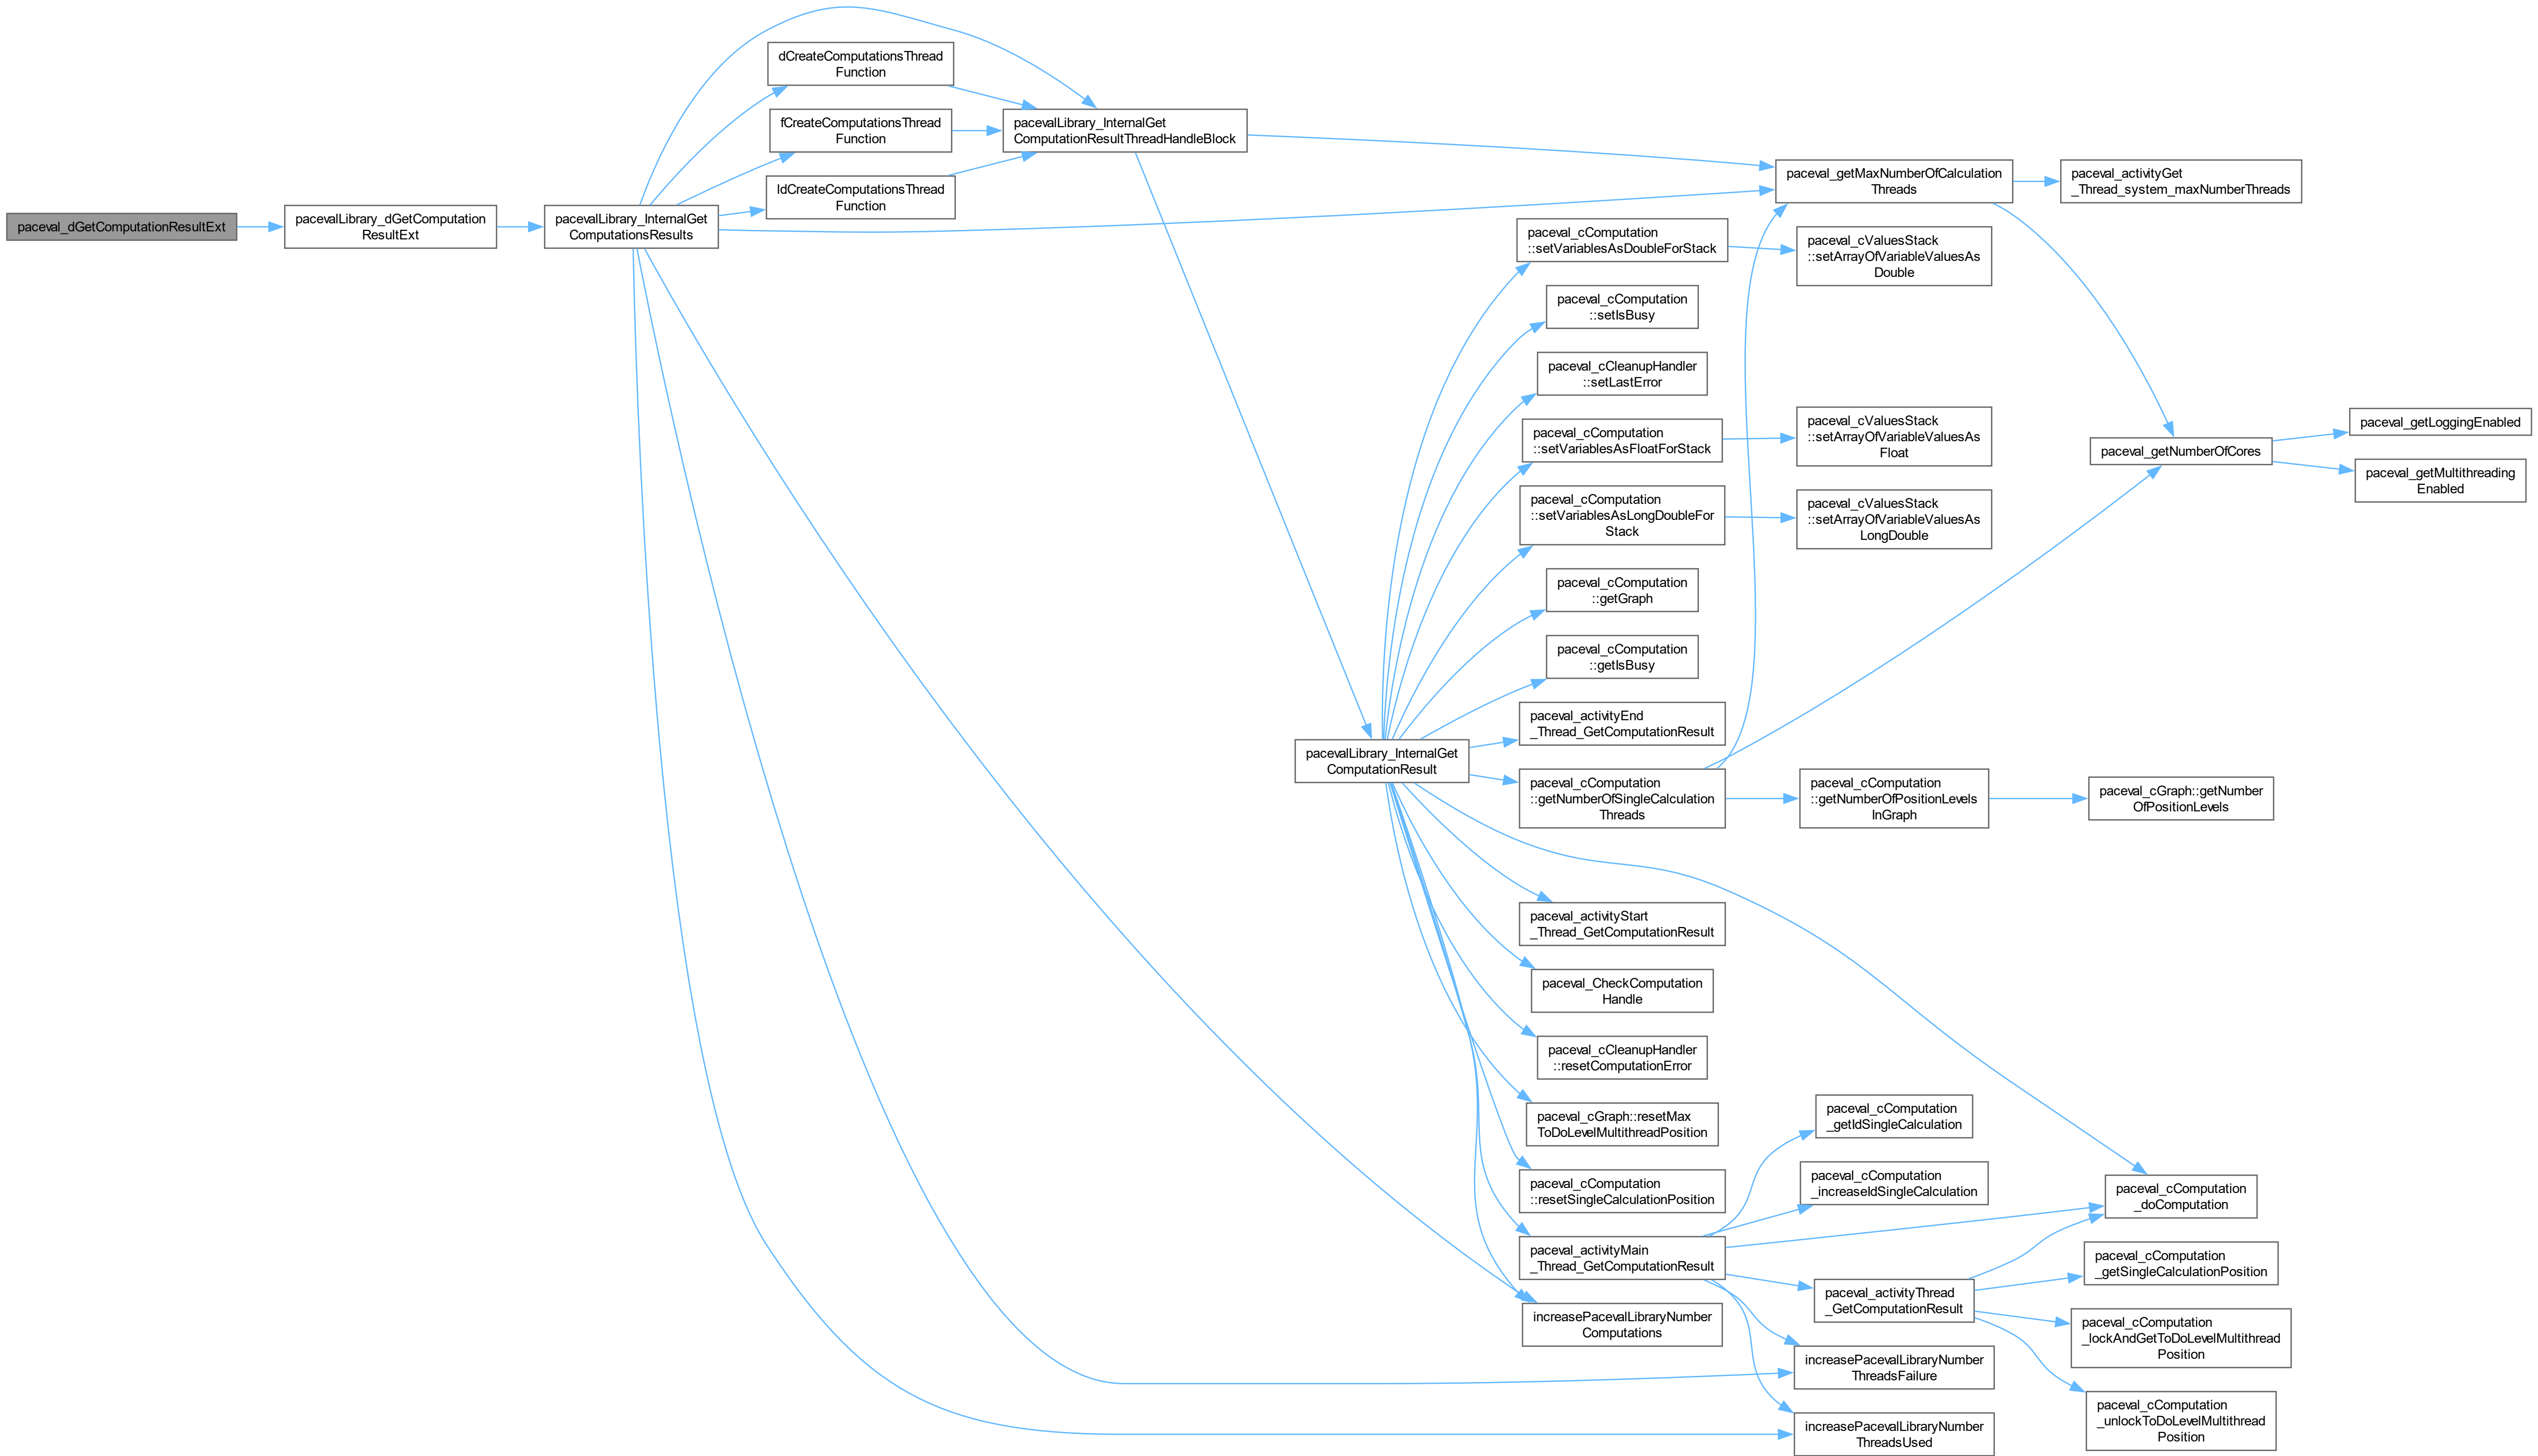 paceval_dGetComputationResultExt
pacevalLibrary_dGetComputation
ResultExt
pacevalLibrary_InternalGet
ComputationsResults
dCreateComputationsThread
Function
fCreateComputationsThread
Function
ldCreateComputationsThread
Function
pacevalLibrary_InternalGet
ComputationResultThreadHandleBlock
pacevalLibrary_InternalGet
ComputationResult
paceval_cComputation
::setVariablesAsDoubleForStack
paceval_cComputation
::setIsBusy
paceval_cCleanupHandler
::setLastError
paceval_cComputation
::setVariablesAsFloatForStack
paceval_cComputation
::setVariablesAsLongDoubleFor
Stack
paceval_cComputation
::getGraph
paceval_cComputation
::getIsBusy
paceval_activityEnd
_Thread_GetComputationResult
paceval_cComputation
::getNumberOfSingleCalculation
Threads
paceval_activityStart
_Thread_GetComputationResult
paceval_CheckComputation
Handle
paceval_cCleanupHandler
::resetComputationError
paceval_cGraph::resetMax
ToDoLevelMultithreadPosition
paceval_cComputation
::resetSingleCalculationPosition
paceval_activityMain
_Thread_GetComputationResult
increasePacevalLibraryNumber
Computations
paceval_getMaxNumberOfCalculation
Threads
paceval_cValuesStack
::setArrayOfVariableValuesAs
Double
paceval_cValuesStack
::setArrayOfVariableValuesAs
Float
paceval_cValuesStack
::setArrayOfVariableValuesAs
LongDouble
paceval_cComputation
::getNumberOfPositionLevels
InGraph
paceval_cComputation
_getIdSingleCalculation
paceval_cComputation
_increaseIdSingleCalculation
paceval_activityThread
_GetComputationResult
increasePacevalLibraryNumber
ThreadsFailure
increasePacevalLibraryNumber
ThreadsUsed
paceval_activityGet
_Thread_system_maxNumberThreads
paceval_getNumberOfCores
paceval_cGraph::getNumber
OfPositionLevels
paceval_cComputation
_doComputation
paceval_cComputation
_getSingleCalculationPosition
paceval_cComputation
_lockAndGetToDoLevelMultithread
Position
paceval_cComputation
_unlockToDoLevelMultithread
Position
paceval_getLoggingEnabled
paceval_getMultithreading
Enabled